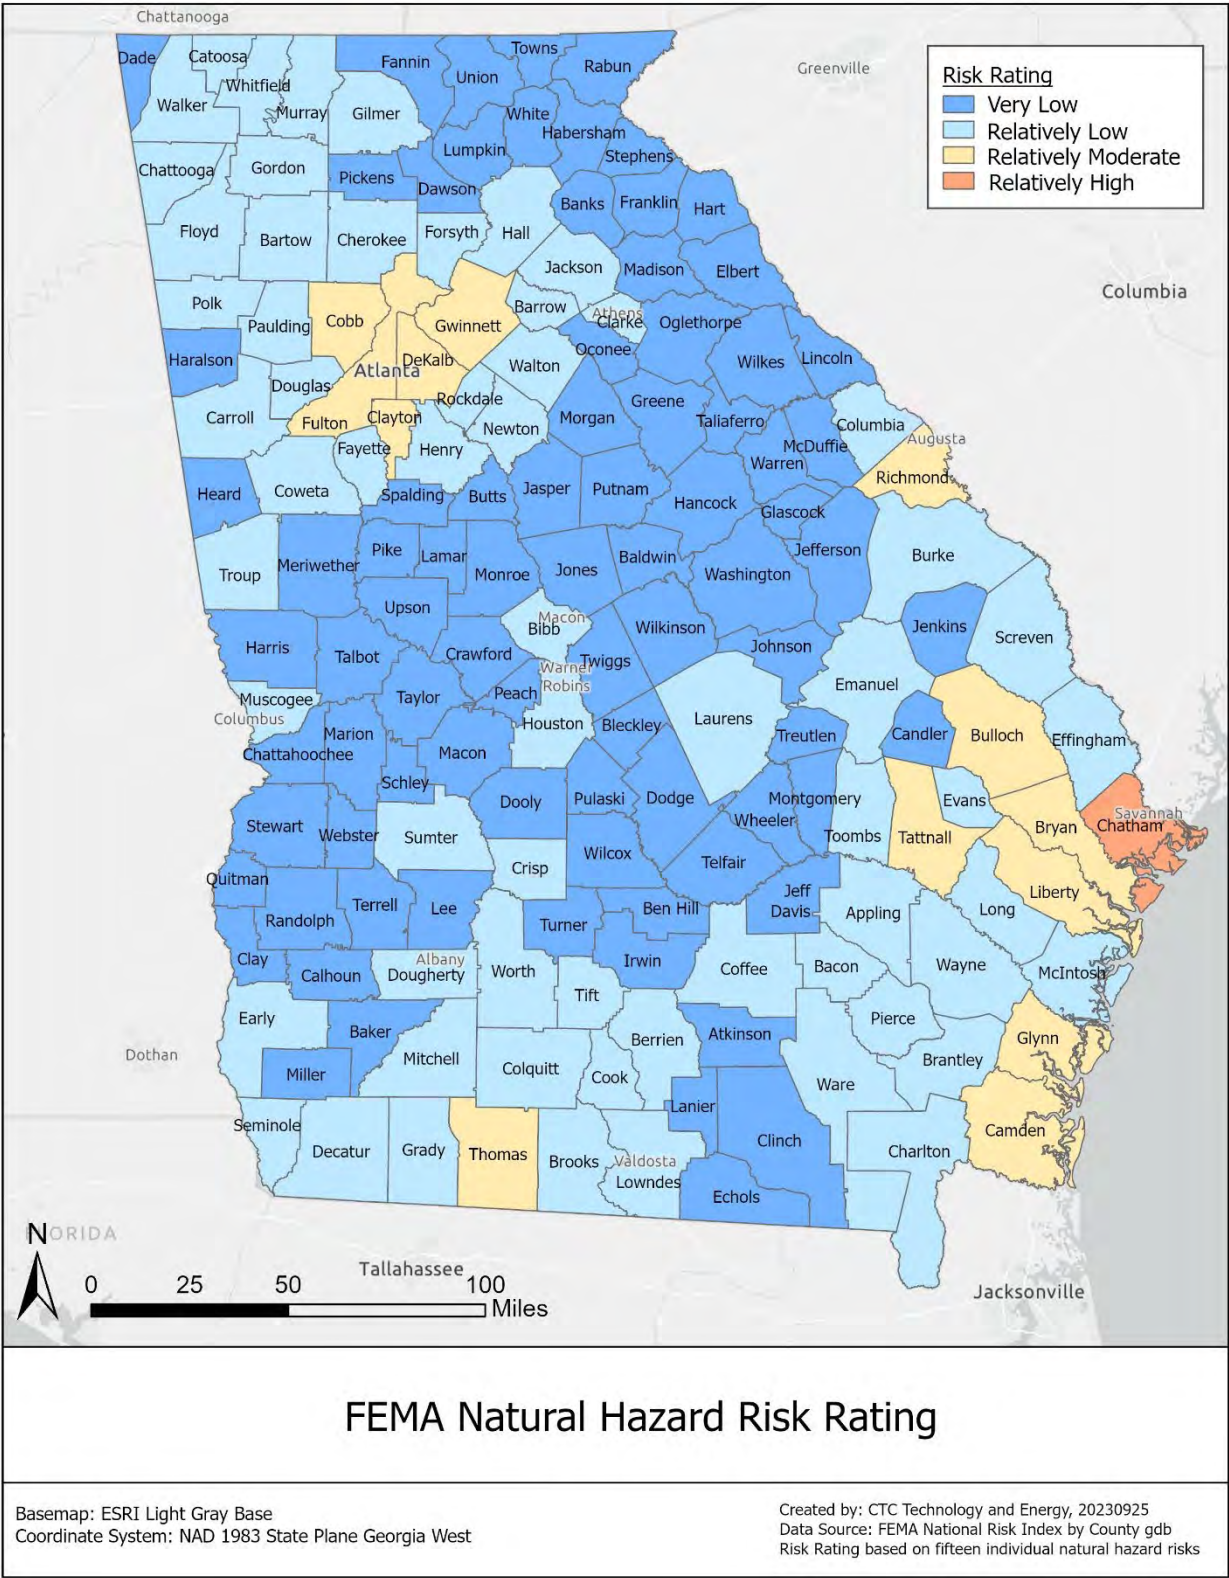 Chattanooga
Dade
Catoosa
Whitfield
Walker
Murray
Fannin
Union
Towns
Rabun
Greenville
Risk Rating
Very Low
Relatively Low
Relatively Moderate
Relatively High
Gilmer
White
Habersham
Lumpkin
Stephens
Chattooga
Gordon
Pickens
Dawson
Banks
Franklin
Hart
Floyd
Bartow
Cherokee
Forsyth
Hall
Jackson
Madison
Elbert
Columbia
Polk
Paulding
Cobb
Gwinnett
Barrow
Athens
Clarke
Oglethorpe
Haralson
Atlanta
DeKalb
Walton
Oconee
Wilkes
Lincoln
Douglas
Rockdale
Carroll
Fulton
Clayton
Newton
Morgan
Greene
Taliaferro
McDuffie
Columbia
Augusta
Fayette
Henry
Warren
Richmond
Heard
Coweta
Spalding
Butts
Jasper
Putnam
Hancock
Glascock
Troup
Meriwether
Pike
Lamar
Monroe
Jones
Baldwin
Washington
Jefferson
Burke
Upson
Macon
Bibb
Wilkinson
Johnson
Jenkins
Screven
Harris
Talbot
Crawford
Warner
Robins
Twiggs
Emanuel
Muscogee
Columbus
Taylor
Peach
Houston
Bleckley
Laurens
Treutlen
Candler
Bulloch
Effingham
Marion
Chattahoochee
Macon
Schley
Dooly
Pulaski
Dodge
Montgomery
Wheeler
Toombs
Tattnall
Evans
Bryan
Savannah
Chatham
Stewart
Webster
Sumter
Crisp
Wilcox
Telfair
Quitman
Randolph
Terrell
Lee
Turner
Ben Hill
Jeff
Davis
Appling
Long
Liberty
Clay
Calhoun
Albany
Dougherty
Worth
Irwin
Coffee
Bacon
Wayne
McIntosh
Tift
Early
Baker
Mitchell
Berrien
Atkinson
Pierce
Glynn
Dothan
Miller
Colquitt
Cook
Ware
Brantley
Lanier
Seminole
Decatur
Grady
Thomas
Brooks
Valdosta
Lowndes
Clinch
Charlton
Camden
Echols
N
FLORIDA
Tallahassee
Jacksonville
0 25 50 100
Miles
FEMA Natural Hazard Risk Rating
Basemap: ESRI Light Gray Base
Coordinate System: NAD 1983 State Plane Georgia West
Created by: CTC Technology and Energy, 20230925
Data Source: FEMA National Risk Index by County gdb
Risk Rating based on fifteen individual natural hazard risks